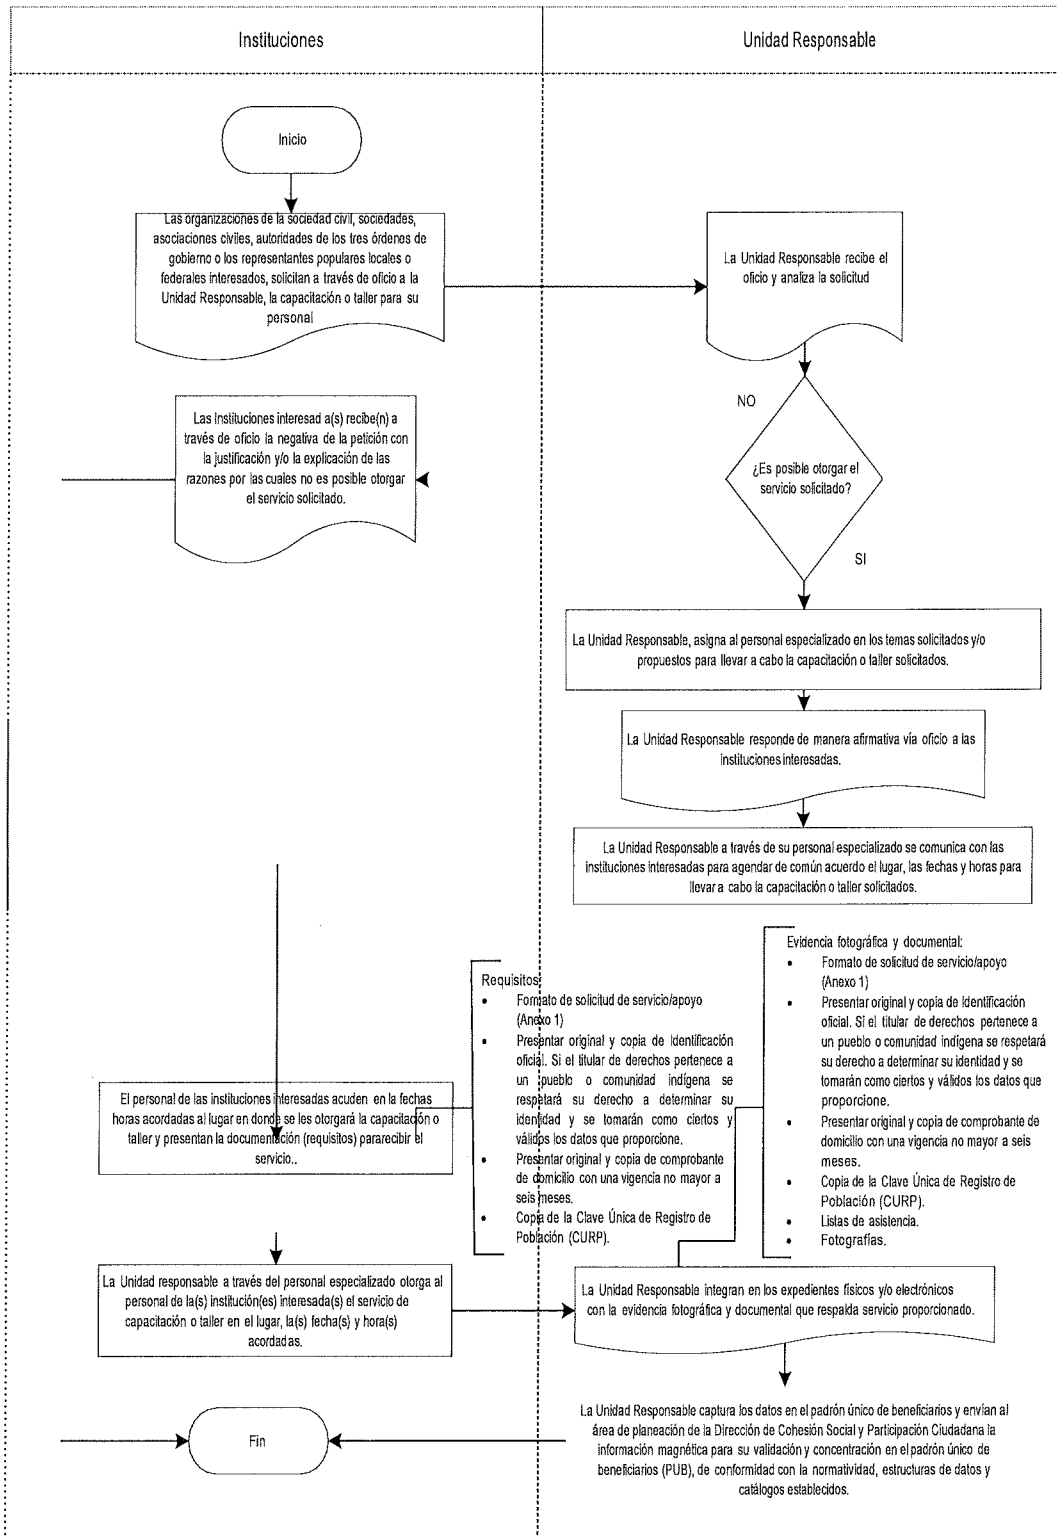 Instituciones
Unidad Responsable
Inicio
Las organizaciones de la sociedad civil, sociedades,
asociaciones civiles, autoridades de los tres órdenes de
gobierno o los representantes populares locales o
federales interesados, solicitan a través de oficio a la
Unidad Responsable, la capacitación o taller para su
personal
La Unidad Responsable recibe el
oficio y analiza la solicitud
NO
¿Es posible otorgar el
servicio solicitado?
SI
Las Instituciones interesad a(s) recibe(n) a
través de oficio la negativa de la petición con
la justificación y/o la explicación de las
razones por las cuales no es posible otorgar
el servicio solicitado.
La Unidad Responsable, asigna al personal especializado en los temas solicitados y/o
propuestos para llevar a cabo la capacitación o taller solicitados.
La Unidad Responsable responde de manera afirmativa vía oficio a las
instituciones interesadas.
La Unidad Responsable a través de su personal especializado se comunica con las
instituciones interesadas para agendar de común acuerdo el lugar, las fechas y horas para
llevar a cabo la capacitación o taller solicitados.
El personal de las instituciones interesadas acuden en la fechas
horas acordadas al lugar en donde se les otorgará la capacitación o
taller y presentan la documentación (requisitos) pararecibir el
servicio..
Requisitos
• Formato de solicitud de servicio/apoyo
(Anexo 1)
• Presentar original y copia de Identificación
oficial. Si el titular de derechos pertenece a
un pueblo o comunidad indígena se
respetará su derecho a determinar su
identidad y se tomarán como ciertos y
válidos los datos que proporcione.
• Presentar original y copia de comprobante
de domicilio con una vigencia no mayor a
seis meses.
• Copia de la Clave Única de Registro de
Población (CURP).
Evidencia fotográfica y documental:
• Formato de solicitud de servicio/apoyo
(Anexo 1)
• Presentar original y copia de Identificación
oficial. Si el titular de derechos pertenece a
un pueblo o comunidad indígena se respetará
su derecho a determinar su identidad y se
tomarán como ciertos y válidos los datos que
proporcione.
• Presentar original y copia de comprobante de
domicilio con una vigencia no mayor a seis
meses.
• Copia de la Clave Única de Registro de
Población (CURP).
• Listas de asistencia.
• Fotografías.
La Unidad responsable a través del personal especializado otorga al
personal de la(s) institución(es) interesada(s) el servicio de
capacitación o taller en el lugar, la(s) fecha(s) y hora(s)
acordadas.
La Unidad Responsable integran en los expedientes físicos y/o electrónicos
con la evidencia fotográfica y documental que respalda servicio proporcionado.
Fin
La Unidad Responsable captura los datos en el padrón único de beneficiarios y envían al
área de planeación de la Dirección de Cohesión Social y Participación Ciudadana la
información magnética para su validación y concentración en el padrón único de
beneficiarios (PUB), de conformidad con la normatividad, estructuras de datos y
catálogos establecidos.